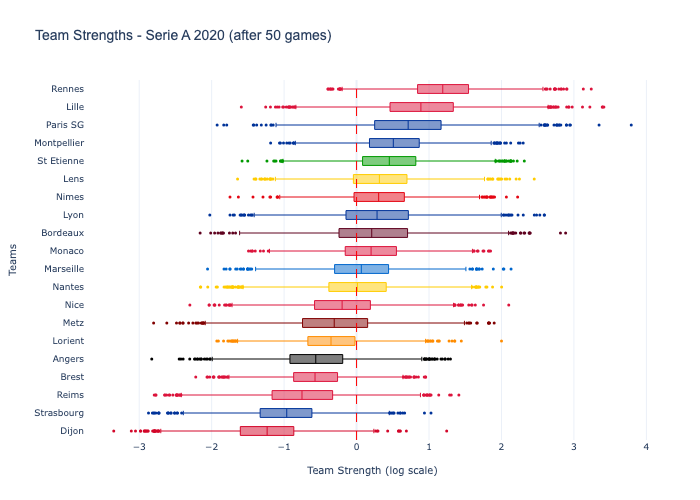 Team Strengths - Serie A 2020 (after 50 games)
Rennes
Lille
Paris SG
Montpellier
St Etienne
Lens
Nimes
Lyon
Bordeaux
Monaco
Marseille
Nantes
Nice
Metz
Lorient
Angers
Brest
Reims
Strasbourg
Dijon
Teams
−3 −2 −1 0 1 2 3 4
Team Strength (log scale)